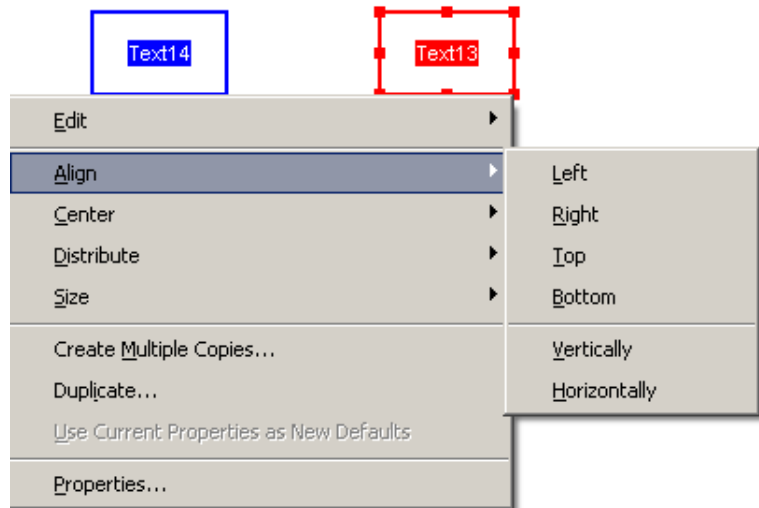 Text14 Text13
Edit
Align
Center
Distribute
Size
Create Multiple Copies...
Duplicate...
Use Current Properties as New Defaults
Properties...
Left
Right
Top
Bottom
Vertically
Horizontally